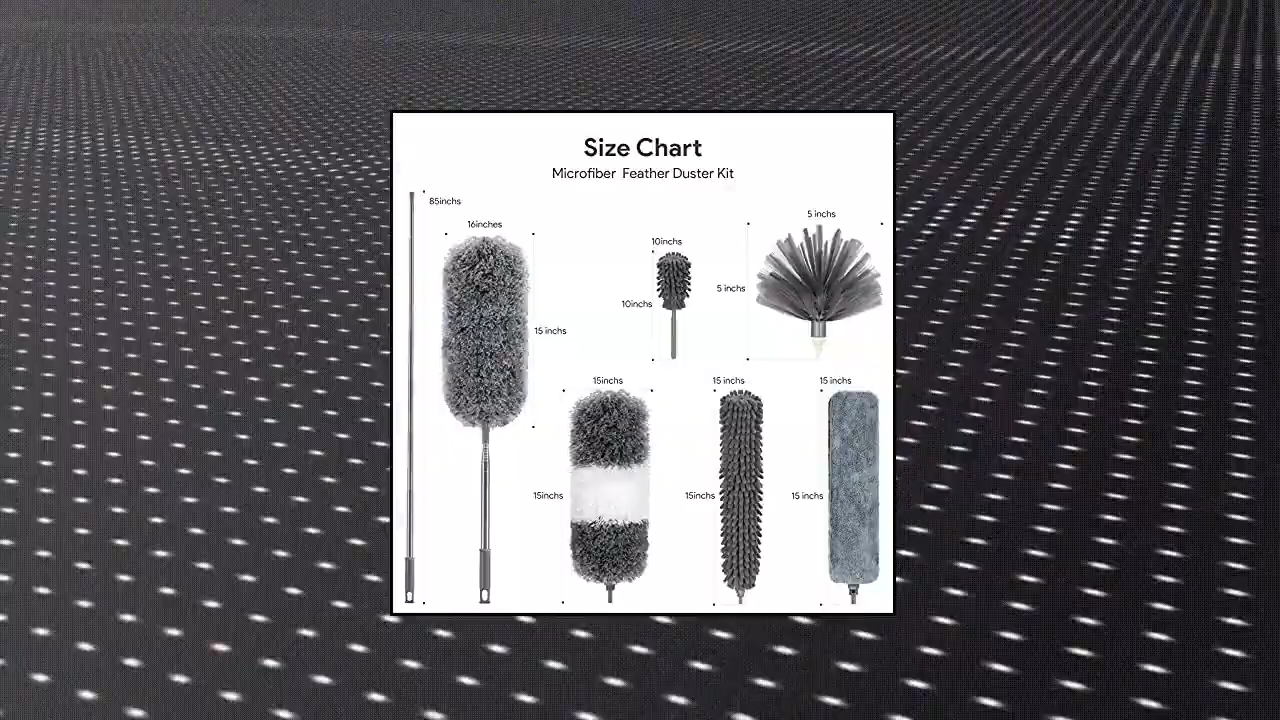 Size Chart
Microfiber Feather Duster Kit
85inchs
16inches
15 inchs
10inchs
10inchs
5 inchs
5 inchs
15inchs
15inchs
15 inchs
15inchs
15 inchs
15 inchs